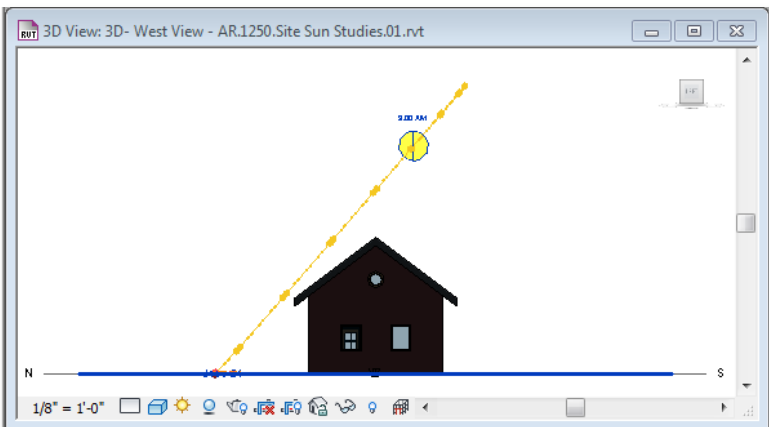 RVT 3D View: 3D- West View - AR.1250.Site Sun Studies.01.rvt
9:00 AM
N
S
1/8" = 1'-0"